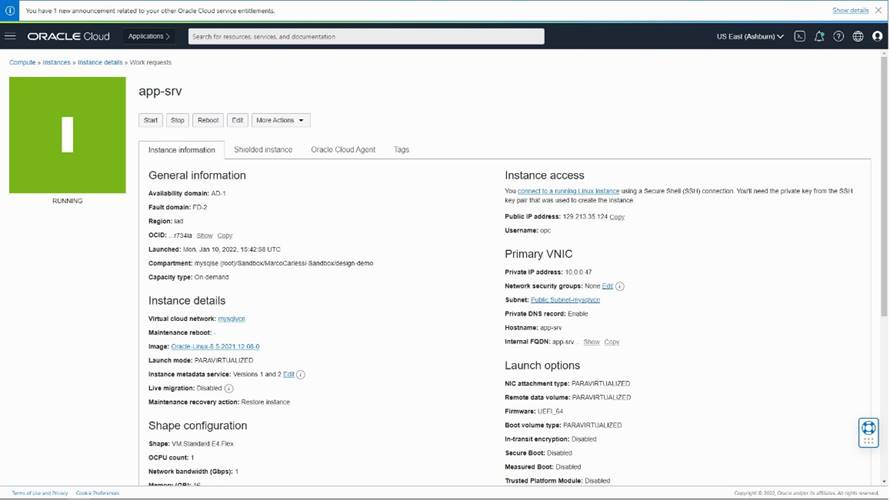 You have 1 new announcement related to your other Oracle Cloud service entitlements.
Show details
ORACLE Cloud
Applications >
Search for resources, services, and documentation
US East (Ashburn)
Compute » Instances » Instance details » Work requests
app-srv
Start
Stop
Reboot
Edit
More Actions
RUNNING
Instance information
Shielded instance
Oracle Cloud Agent
Tags
General information
Availability domain: AD-1
Fault domain: FD-2
Region: iad
OCID: ...r734la Show Copy
Launched: Mon, Jan 10, 2022, 15:42:58 UTC
Compartment: mysqlse (root)/Sandbox/MarcoCarlessi-Sandbox/design-demo
Capacity type: On-demand
Instance details
Virtual cloud network: mysqlvcn
Maintenance reboot: -
Image: Oracle-Linux-8.5-2021.12.08-0
Launch mode: PARAVIRTUALIZED
Instance metadata service: Versions 1 and 2 Edit
Live migration: Disabled
Maintenance recovery action: Restore instance
Shape configuration
Shape: VM.Standard.E4.Flex
OCPU count: 1
Network bandwidth (Gbps): 1
Memory (GB): 16
Instance access
You connect to a running Linux instance using a Secure Shell (SSH) connection. You'll need the private key from the SSH
key pair that was used to create the instance.
Public IP address: 129.213.35.124 Copy
Username: opc
Primary VNIC
Private IP address: 10.0.0.47
Network security groups: None Edit
Subnet: Public Subnet-mysqlvcn
Private DNS record: Enable
Hostname: app-srv
Internal FQDN: app-srv... Show Copy
Launch options
NIC attachment type: PARAVIRTUALIZED
Remote data volume: PARAVIRTUALIZED
Firmware: UEFI_64
Boot volume type: PARAVIRTUALIZED
In-transit encryption: Disabled
Secure Boot: Disabled
Measured Boot: Disabled
Trusted Platform Module: Disabled
Terms of Use and Privacy
Cookie Preferences
Copyright © 2022, Oracle and/or its affiliates. All rights reserved.